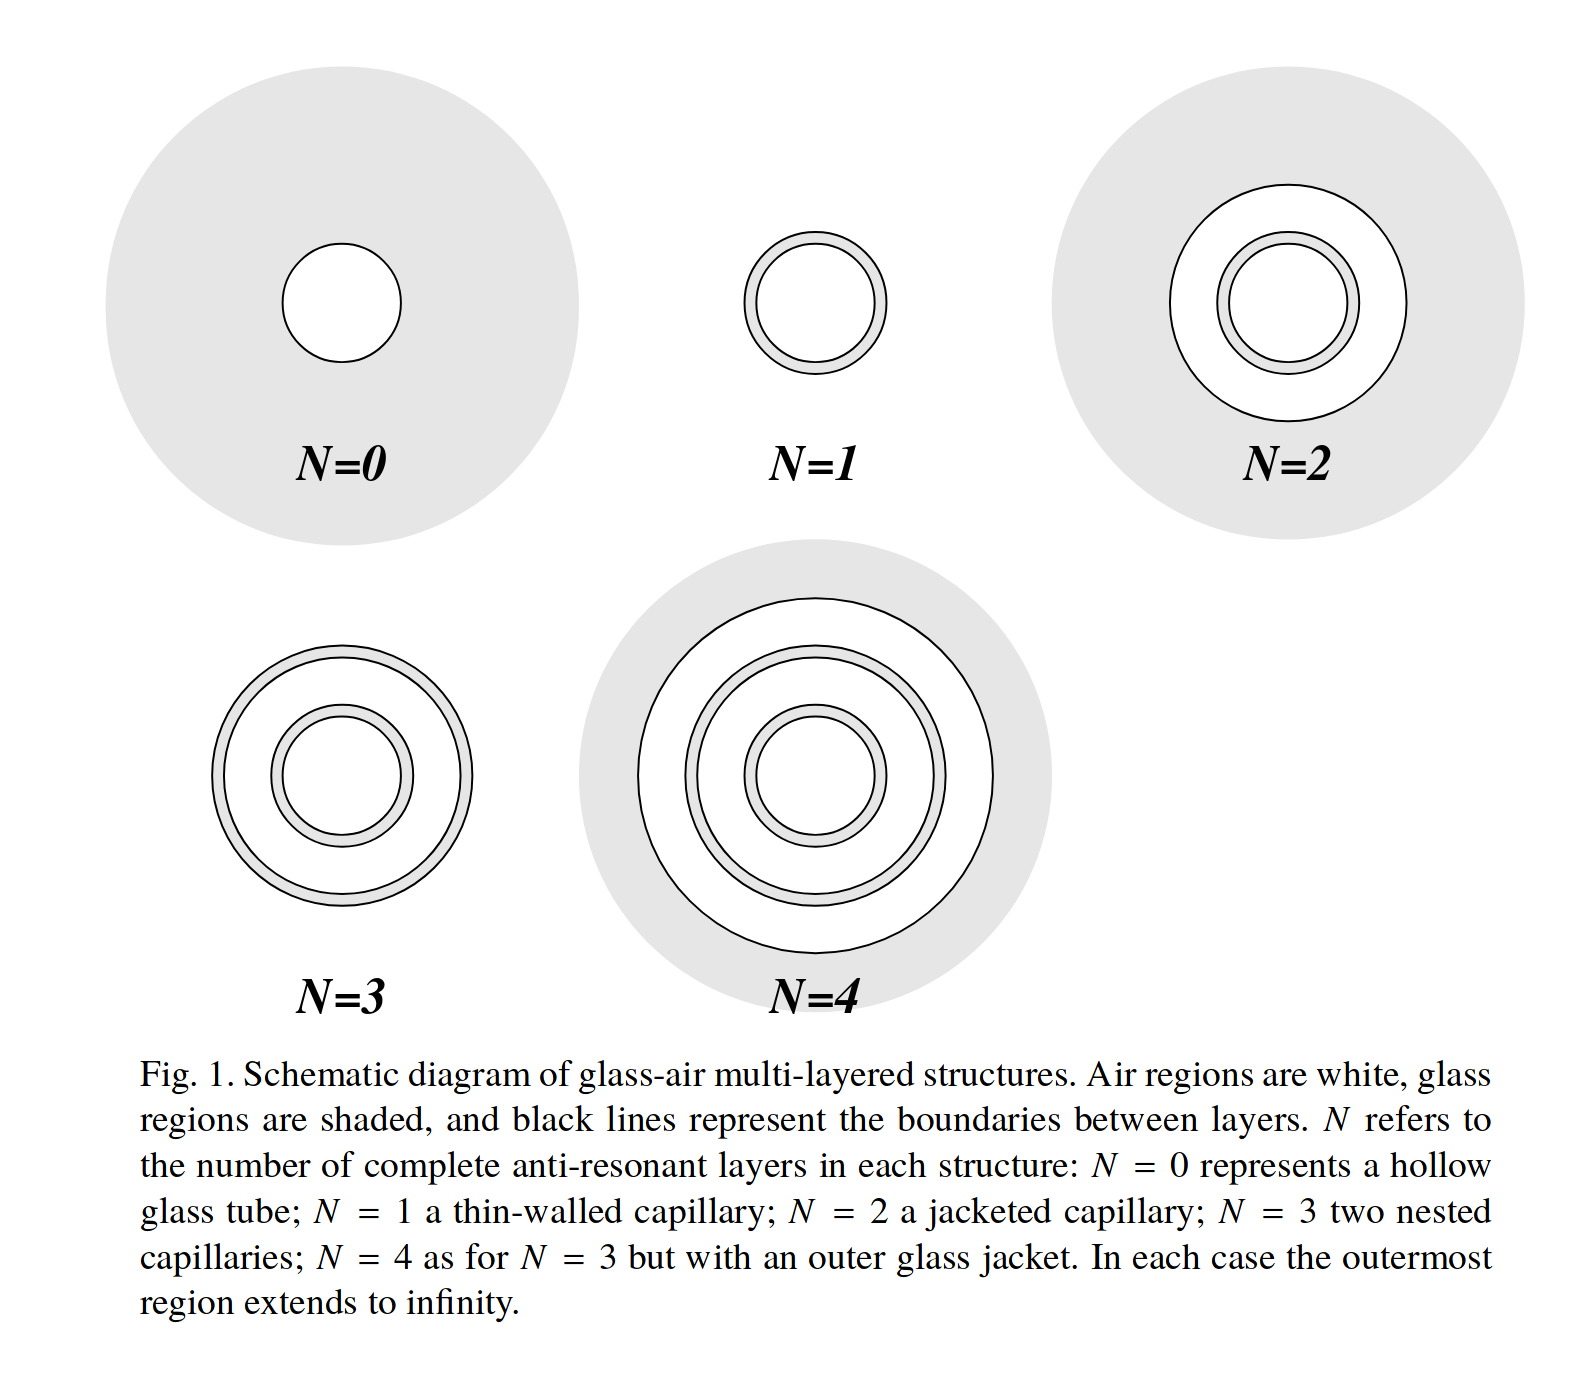 N=0
N=1
N=2
N=3
N=4
Fig. 1. Schematic diagram of glass-air multi-layered structures. Air regions are white, glass
regions are shaded, and black lines represent the boundaries between layers. N refers to
the number of complete anti-resonant layers in each structure: N = 0 represents a hollow
glass tube; N = 1 a thin-walled capillary; N = 2 a jacketed capillary; N = 3 two nested
capillaries; N = 4 as for N = 3 but with an outer glass jacket. In each case the outermost
region extends to infinity.